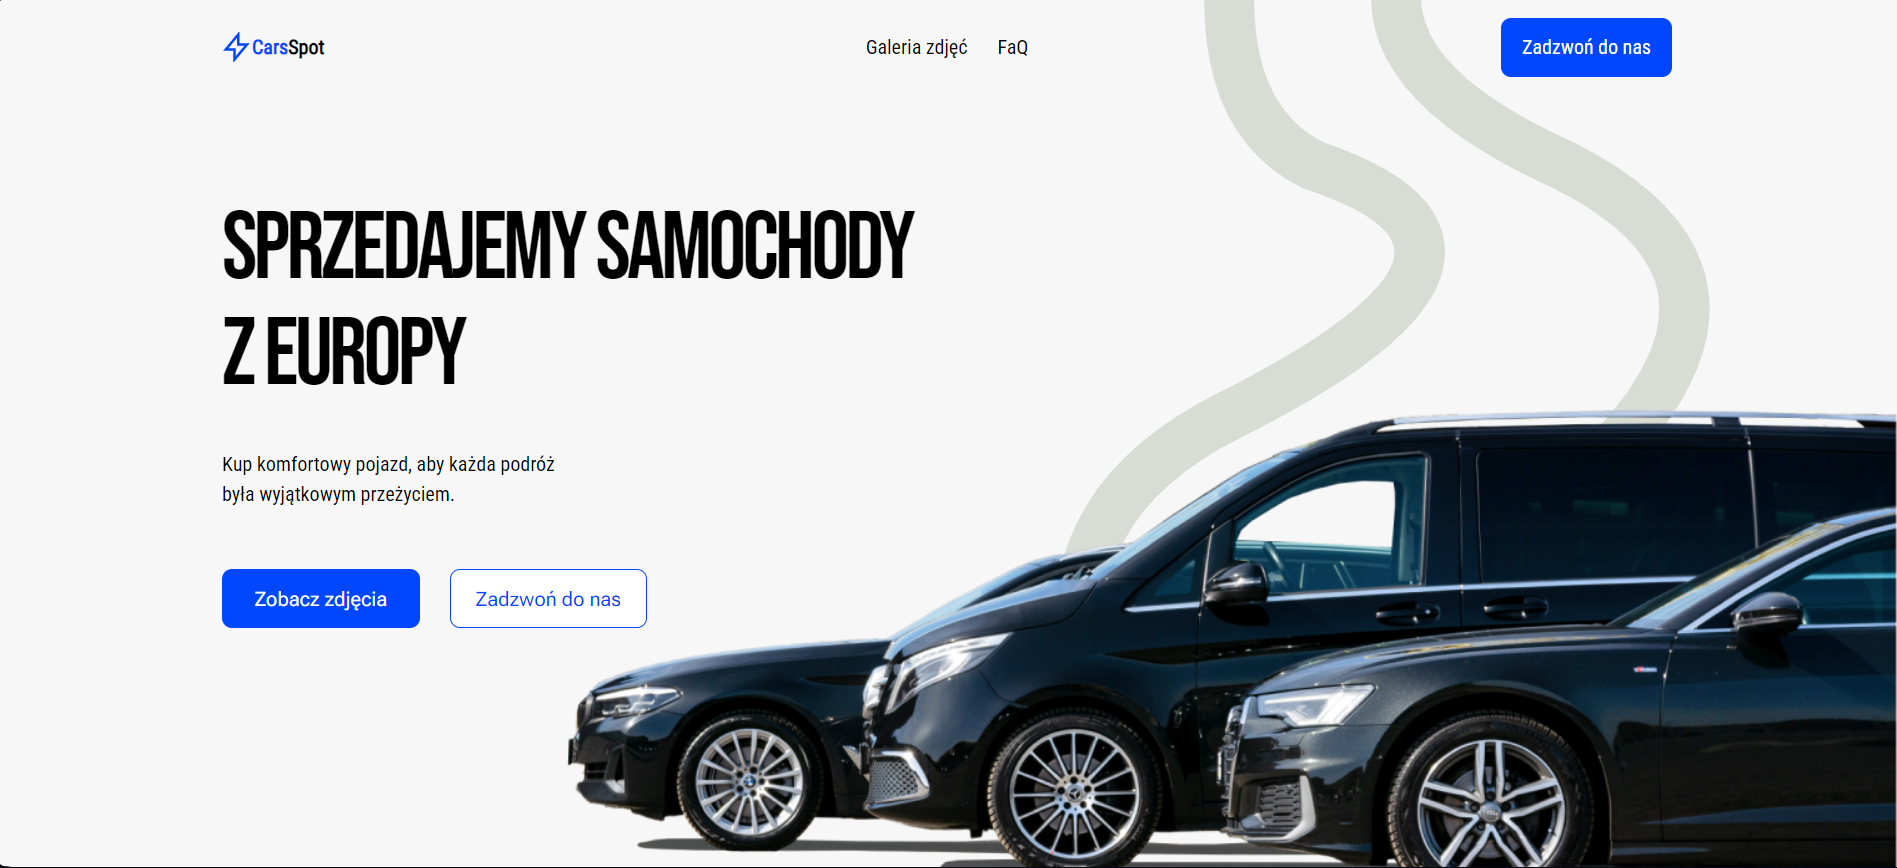 CarsSpot
Galeria zdjęć
FaQ
Zadzwoń do nas
SPRZEDAJEMY SAMOCHODY
Z EUROPY
Kup komfortowy pojazd, aby każda podróż
była wyjątkowym przeżyciem.
Zobacz zdjęcia
Zadzwoń do nas